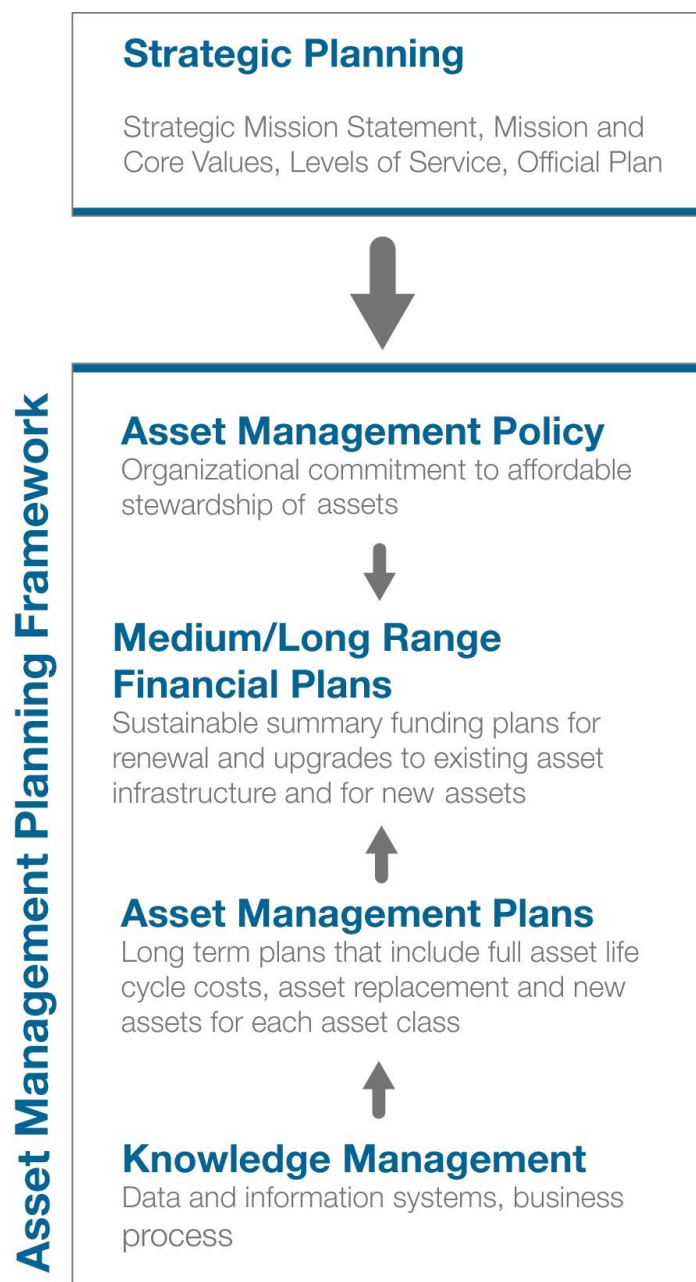 Strategic Planning
Strategic Mission Statement, Mission and
Core Values, Levels of Service, Official Plan
Asset Management Planning Framework
Asset Management Policy
Organizational commitment to affordable
stewardship of assets
Medium/Long Range
Financial Plans
Sustainable summary funding plans for
renewal and upgrades to existing asset
infrastructure and for new assets
Asset Management Plans
Long term plans that include full asset life
cycle costs, asset replacement and new
assets for each asset class
Knowledge Management
Data and information systems, business
process